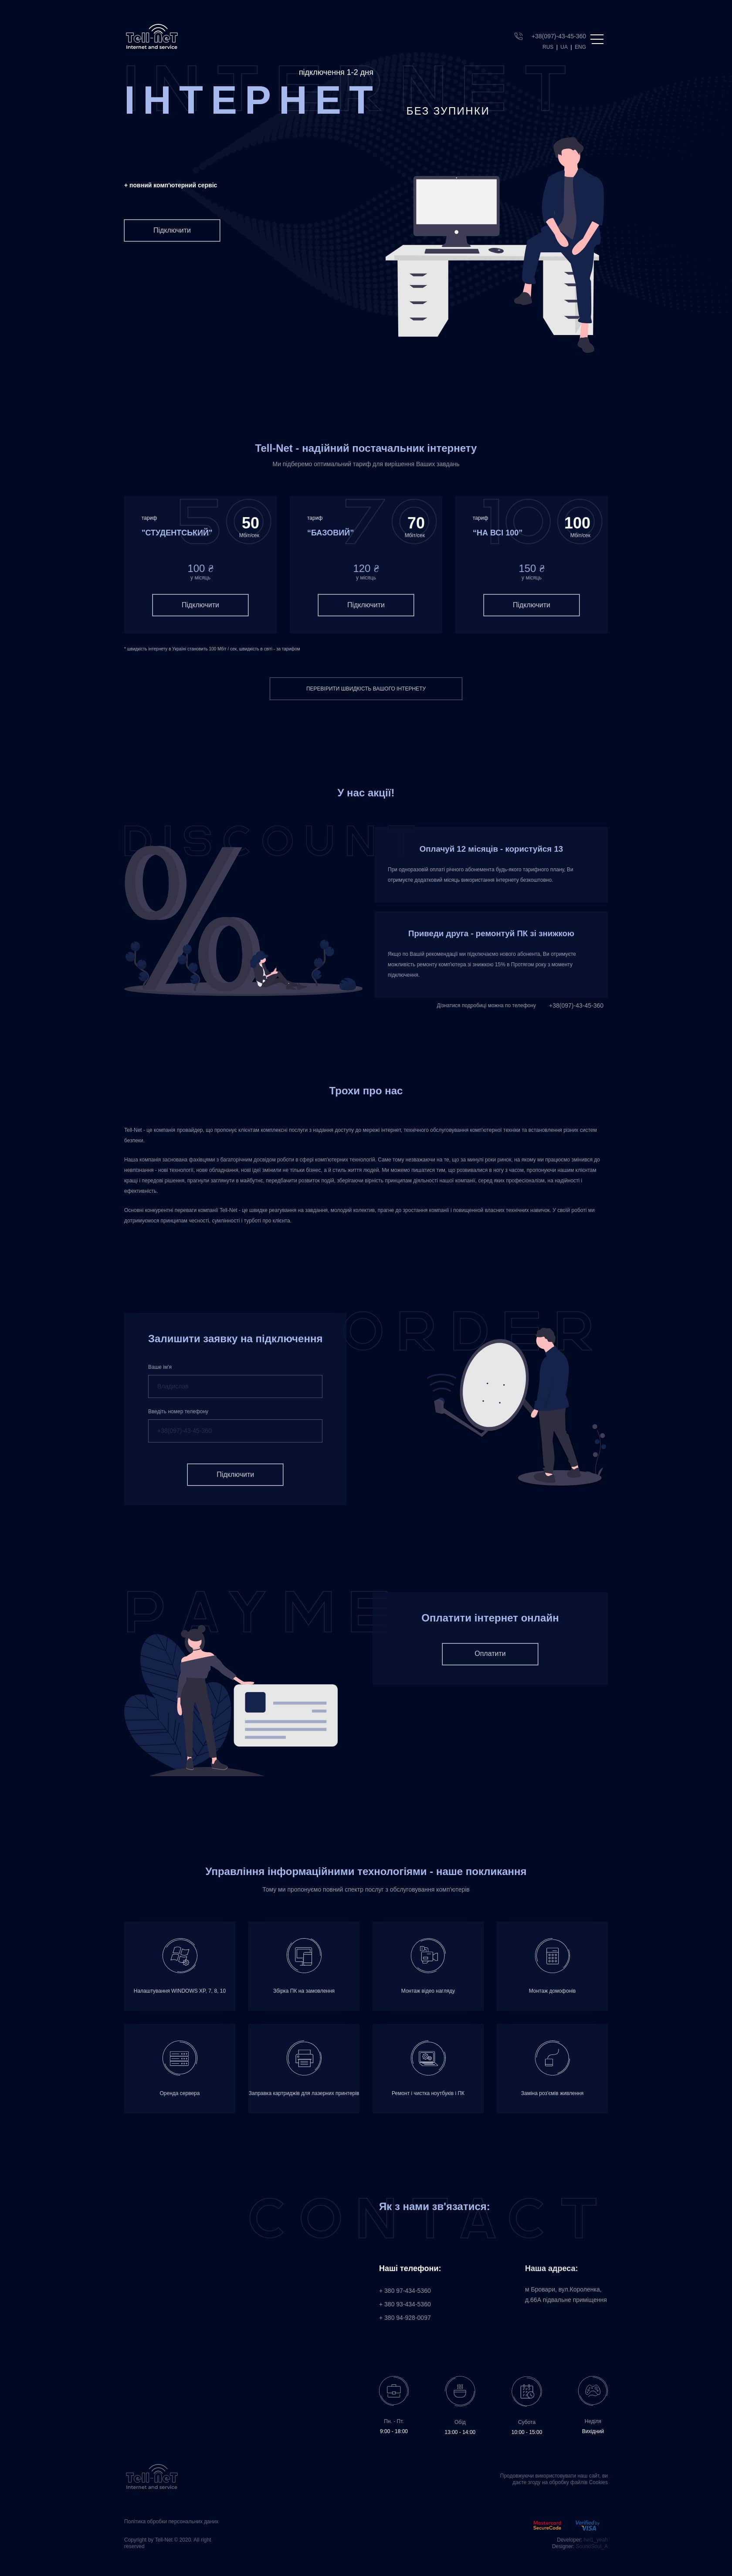 Tell-NeT
Internet and service
+38(097)-43-45-360
RUS | UA | ENG
INTERNET
підключення 1-2 дня
ІНТЕРНЕТ
БЕЗ ЗУПИНКИ
+ повний комп'ютерний сервіс
Підключити
Tell-Net - надійний постачальник інтернету
Ми підберемо оптимальний тариф для вирішення Ваших завдань
тариф
"СТУДЕНТСЬКИЙ"
50
Мбіт/сек
100 ₴
у місяць
Підключити
тариф
“БАЗОВИЙ”
70
Мбіт/сек
120 ₴
у місяць
Підключити
тариф
“НА ВСІ 100”
100
Мбіт/сек
150 ₴
у місяць
Підключити
ПЕРЕВІРИТИ ШВИДКІСТЬ ВАШОГО ІНТЕРНЕТУ
У нас акції!
DISCOUNT
Оплачуй 12 місяців - користуйся 13
При одноразовій оплаті річного абонемента будь-якого тарифного плану, Ви
отримуєте додатковий місяць використання Інтернету безкоштовно.
Приведи друга - ремонтуй ПК зі знижкою
Якщо по Вашій рекомендації ми підключаємо нового абонента, Ви отримуєте
можливість ремонту комп'ютера зі знижкою 15% в Протягом року з моменту
підключення.
Дізнатися подробиці можна по телефону
+38(097)-43-45-360
Трохи про нас
Tell-Net - це компанія провайдер, що пропонує клієнтам комплексні послуги з надання доступу до мережі інтернет, технічного обслуговування комп'ютерної техніки та встановлення різних систем
безпеки.
Наша компанія заснована фахівцями з багаторічним досвідом роботи в сфері комп'ютерних технологій. Саме тому незважаючи на те, що за минулі роки ринок, на якому ми працюємо змінився до
невпізнання - нові технології, нове обладнання, нові ідеї змінили не тільки бізнес, а й стиль життя людей. Ми можемо пишатися тим, що розвивалися в ногу з часом, пропонуючи нашим клієнтам
кращі і передові рішення, прагнули заглянути в майбутнє, передбачити розвиток подій, зберігаючи вірність принципам діяльності нашої компанії, серед яких професіоналізм, на надійності і
ефективність.
Основні конкурентні переваги компанії Tell-Net - це швидке реагування на завдання, молодий колектив, прагне до зростання компанії і повищенной власних технічних навичок. У своїй роботі ми
дотримуємося принципам чесності, сумлінності і турботі про клієнта.
ORDER
Залишити заявку на підключення
Ваше ім'я
Введіть номер телефону
+38(097)-43-45-360
Підключити
PAYME
Оплатити інтернет онлайн
Оплатити
Управління інформаційними технологіями - наше покликання
Тому ми пропонуємо повний спектр послуг з обслуговування комп'ютерів
Налаштування WINDOWS XP, 7, 8, 10
Збірка ПК на замовлення
Монтаж відео нагляду
Монтаж домофонів
Оренда сервера
Заправка картриджів для лазерних принтерів
Ремонт і чистка ноутбуків і ПК
Заміна роз'ємів живлення
CONTACT
Як з нами зв'язатися:
Наші телефони:
+ 380 97-434-5360
+ 380 93-434-5360
+ 380 94-928-0097
Наша адреса:
м Бровари, вул.Короленка,
д.66А підвальне приміщення
Пн. - Пт.
9:00 - 18:00
Обід
13:00 - 14:00
Субота
10:00 - 15:00
Неділя
Вихідний
Tell-NeT
Internet and service
Продовжуючи використовувати наш сайт, ви
даєте згоду на обробку файлів Cookies
Політика обробки персональних даних
Mastercard
SecureCode
Verified by
VISA
Copyright by Tell-Net © 2020. All right
reserved
Developer:
Designer: